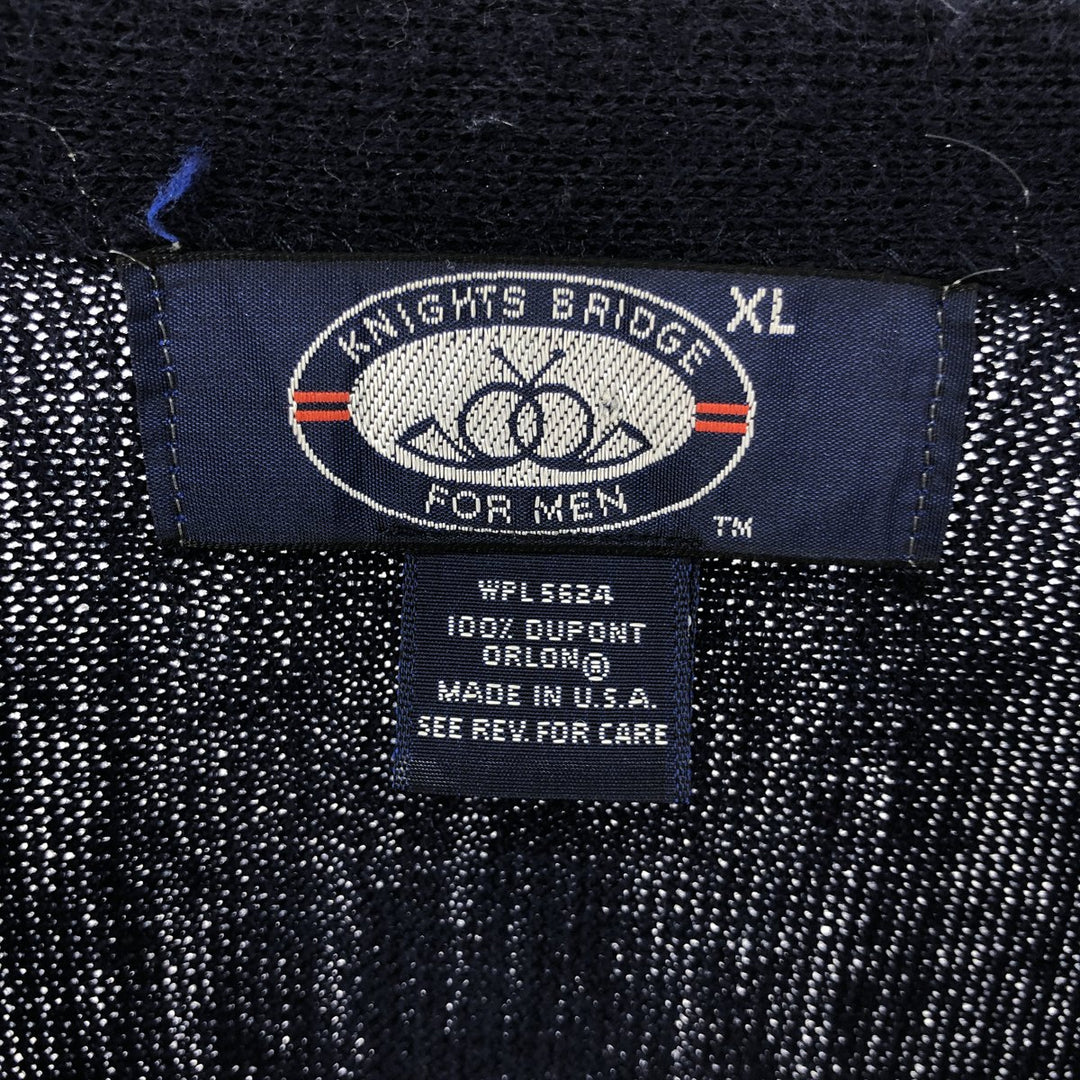 KNIGHTS BRIDGE
XL
FOR MEN
TM
WPL5624
100% DUPONT
ORLON®
MADE IN U.S.A.
SEE REV. FOR CARE